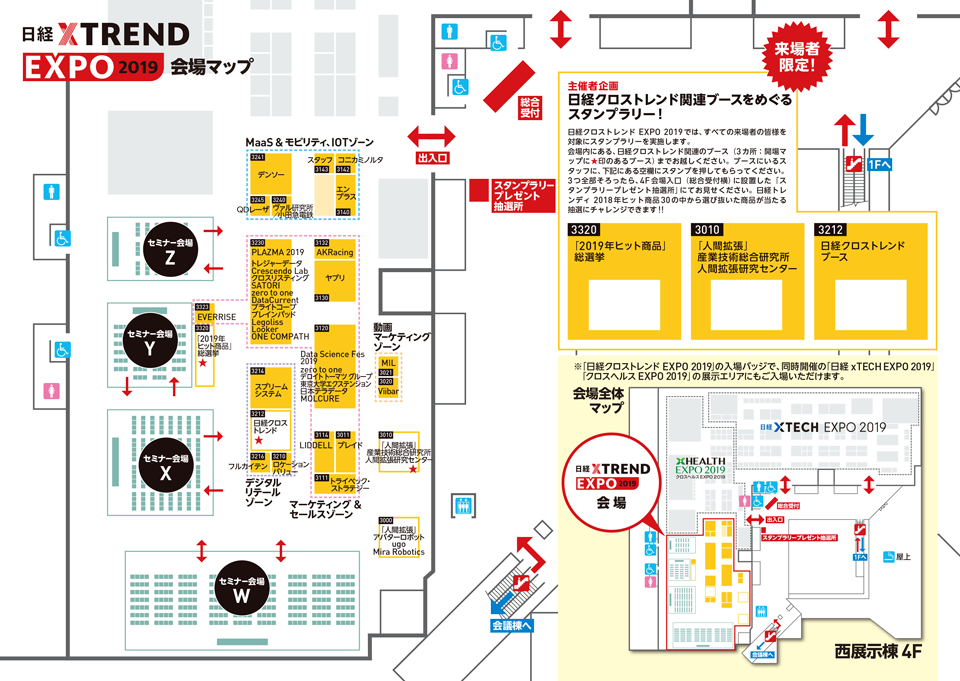 日経 XTREND
EXPO 2019 会場マップ
来場者
限定!
総合
受付
出入口
スタンプラリー
プレゼント
抽選所
主催者企画
日経クロストレンド関連ブースをめぐる
スタンプラリー!
日経クロストレンド EXPO 2019では、すべての来場者の皆様を
対象にスタンプラリーを実施します。
会場内にある、日経クロストレンド関連のブース(3カ所:開場マ
ップに★印のあるブース)までお越しください。ブースにいるス
タッフに、下記にある空欄にスタンプを押してもらってください。
3つ全部そろったら、4F会場入口(総合受付横)に設置した「ス
タンプラリープレゼント抽選所」にてお見せください。日経トレ
ンディ 2018年ヒット商品30の中から選び抜いた商品が当たる
抽選にチャレンジできます!!
1Fへ
3320
「2019年ヒット商品」
総選挙
3010
「人間拡張」
産業技術総合研究所
人間拡張研究センター
3212
日経クロストレンド
ブース
MaaS & モビリティ、IOTゾーン
3241
デンソー
スタッフ
3143
コニカミノルタ
3142
エン
プラス
3140
3245
QDレーザ
3240
ヴァル研究所
/小田急電鉄
セミナー会場
Z
3230
PLAZMA 2019
トレジャーデータ
Crescendo Lab
クロスリスティング
SATORI
zero to one
DataCurrent
ブライトコーブ
ブレインパッド
Legoliss
Looker
ONE COMPATH
3132
AKRacing
ヤプリ
3130
3323
EVERRISE
3320
「2019年
ヒット商品」
総選挙
★
セミナー会場
Y
3120
Data Science Fes
2019
zero to one
デロイトトーマツ グループ
東京大学エクステンション
日本テラデータ
MOLCURE
動画
マーケティング
ゾーン
MIL
3021
3020
Viibar
3214
スプリーム
システム
3212
日経クロス
トレンド
★
3216
フルカイテン
3210
ロケーション
バリュー
デジタル
リテール
ゾーン
3114
LIDDELL
3011
プレイド
3111
トライベック・
ストラテジー
マーケティング &
セールスゾーン
3010
「人間拡張」
産業技術総合研究所
人間拡張研究センター
★
3000
「人間拡張」
アバターロボット
ugo
Mira Robotics
セミナー会場
X
セミナー会場
W
会議棟へ
※「日経クロストレンド EXPO 2019」の入場バッジで、同時開催の「日経 xTECH EXPO 2019」
「クロスヘルス EXPO 2019」の展示エリアにもご入場いただけます。
会場全体
マップ
日経 XTECH EXPO 2019
XHEALTH
EXPO 2019
クロスヘルス EXPO 2019
日経 XTREND
EXPO 2019
会 場
総合受付
出入口
スタンプラリープレゼント抽選所
1Fへ
屋上
会議棟へ
西展示棟 4F